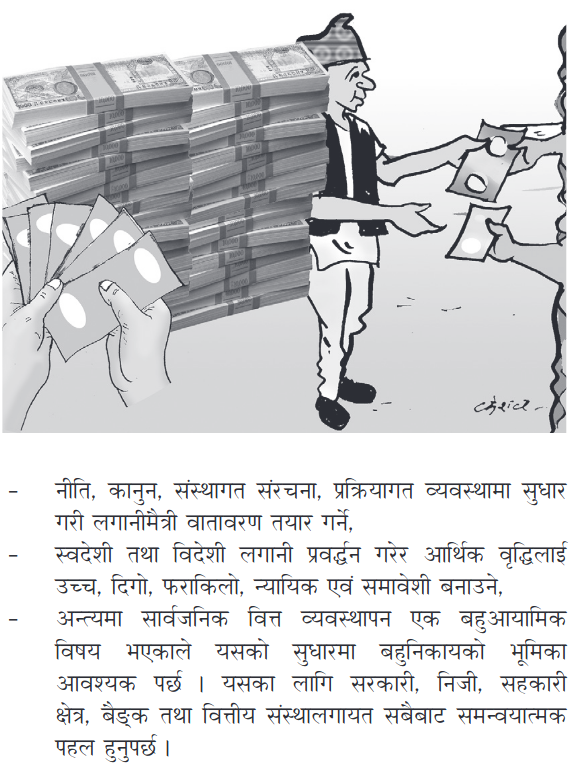 - नीति, कानुन, संस्थागत संरचना, प्रक्रियागत व्यवस्थामा सुधार
गरी लगानीमैत्री वातावरण तयार गर्ने,
- स्वदेशी तथा विदेशी लगानी प्रवर्द्धन गरेर आर्थिक वृद्धिलाई
उच्च, दिगो, फराकिलो, न्यायिक एवं समावेशी बनाउने,
- अन्त्यमा सार्वजनिक वित्त व्यवस्थापन एक बहुआयामिक
विषय भएकाले यसको सुधारमा बहुनिकायको भूमिका
आवश्यक पर्छ । यसका लागि सरकारी, निजी, सहकारी
क्षेत्र, बैङ्क तथा वित्तीय संस्थालगायत सबैबाट समन्वयात्मक
पहल हुनुपर्छ ।